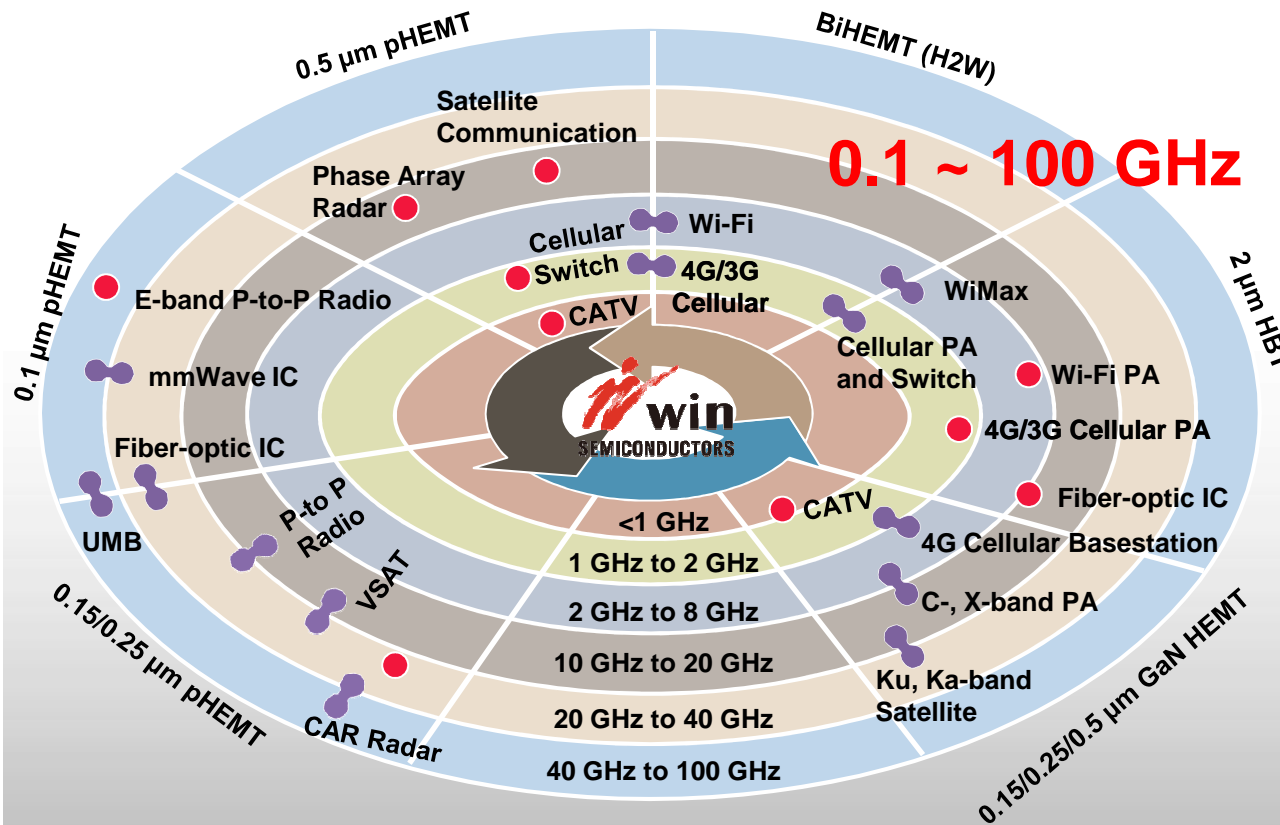 0.5 µm pHEMT
BiHEMT (H2W)
Satellite
Communication
0.1 ~ 100 GHz
Phase Array
Radar
Cellular
Switch
Wi-Fi
4G/3G
Cellular
WiMax
2 µm HBT
0.1 µm pHEMT
E-band P-to-P Radio
CATV
Cellular PA
and Switch
mmWave IC
Wi-Fi PA
win
SEMICONDUCTORS
4G/3G Cellular PA
Fiber-optic IC
Fiber-optic IC
CATV
UMB
P-to P
Radio
<1 GHz
4G Cellular Basestation
1 GHz to 2 GHz
VSAT
C-, X-band PA
2 GHz to 8 GHz
10 GHz to 20 GHz
0.15/0.25 µm pHEMT
Ku, Ka-band
Satellite
20 GHz to 40 GHz
CAR Radar
40 GHz to 100 GHz
0.15/0.25/0.5 µm GaN HEMT